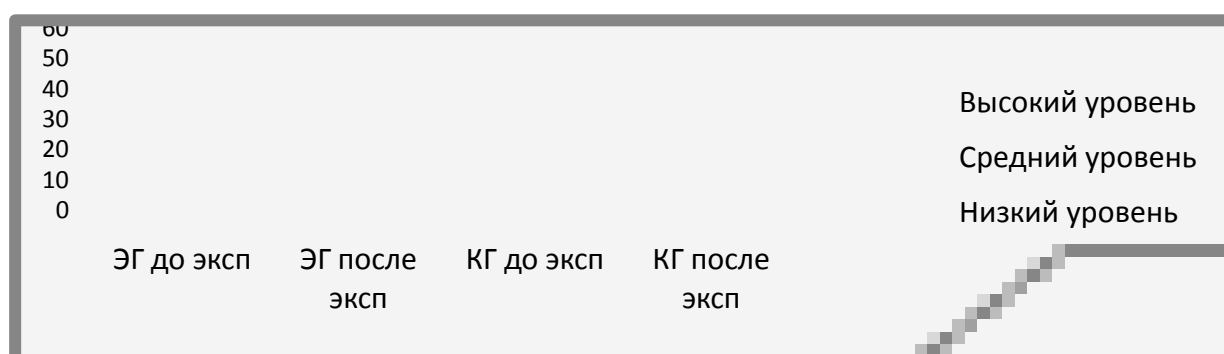 60
50
40
30
20
10
0
Высокий уровень
Средний уровень
Низкий уровень
ЭГ до эксп
ЭГ после
эксп
КГ до эксп
КГ после
эксп